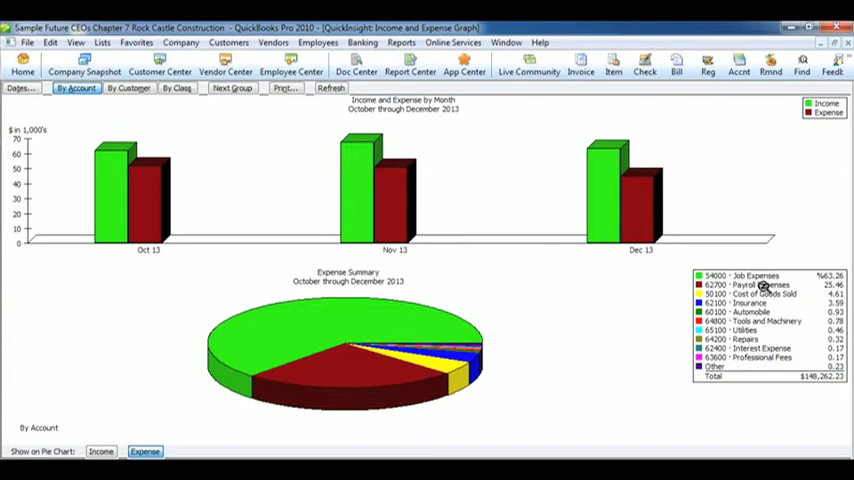 Sample Future CEOs Chapter 7 Rock Castle Construction - QuickBooks Pro 2010 - [QuickInsight: Income and Expense Graph]
File Edit View Lists Favorites Company Customers Vendors Employees Banking Reports Online Services Window Help
Home Company Snapshot Customer Center Vendor Center Employee Center Doc Center Report Center App Center Live Community Invoice Item Check Bill Reg Accnt Rmnd Find Feedb
Dates... By Account By Customer By Class Next Group Print... Refresh
Income and Expense by Month
October through December 2013
Income
Expense
$ in 1,000's
70
60
50
40
30
20
10
0
Oct 13 Nov 13 Dec 13
Expense Summary
October through December 2013
54000 · Job Expenses %63.26
62700 · Payroll Expenses 25.46
50100 · Cost of Goods Sold 4.61
62100 · Insurance 3.59
60100 · Automobile 0.93
64800 · Tools and Machinery 0.78
65100 · Utilities 0.46
64200 · Repairs 0.32
62400 · Interest Expense 0.17
63600 · Professional Fees 0.17
Other 0.23
Total $148,262.23
By Account
Show on Pie Chart: Income Expense